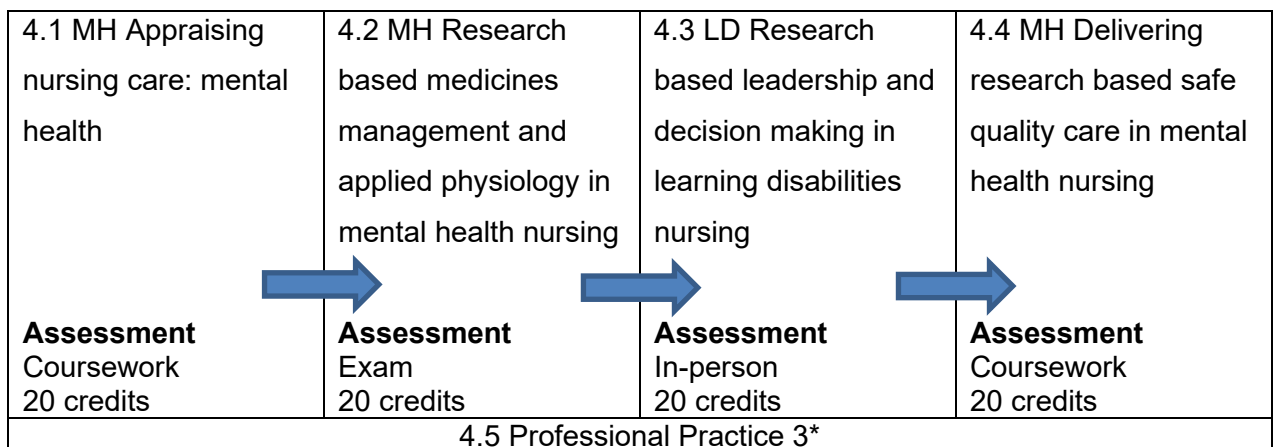 4.1 MH Appraising
nursing care: mental
health
Assessment
Coursework
20 credits
4.2 MH Research
based medicines
management and
applied physiology in
mental health nursing
Assessment
Exam
20 credits
4.3 LD Research
based leadership and
decision making in
learning disabilities
nursing
Assessment
In-person
20 credits
4.4 MH Delivering
research based safe
quality care in mental
health nursing
Assessment
Coursework
20 credits
4.5 Professional Practice 3*